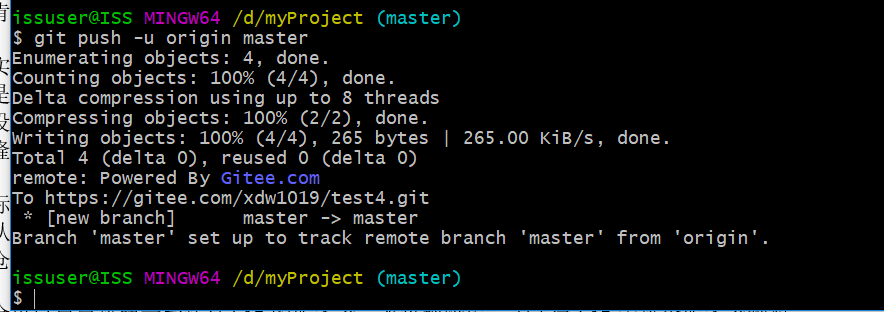 issuser@ISS MINGW64 /d/myProject (master)
$ git push -u origin master
Enumerating objects: 4, done.
Counting objects: 100% (4/4), done.
Delta compression using up to 8 threads
Compressing objects: 100% (2/2), done.
Writing objects: 100% (4/4), 265 bytes | 265.00 KiB/s, done.
Total 4 (delta 0), reused 0 (delta 0)
remote: Powered By Gitee.com
To https://gitee.com/xdw1019/test4.git
 * [new branch]      master -> master
Branch 'master' set up to track remote branch 'master' from 'origin'.
issuser@ISS MINGW64 /d/myProject (master)
$